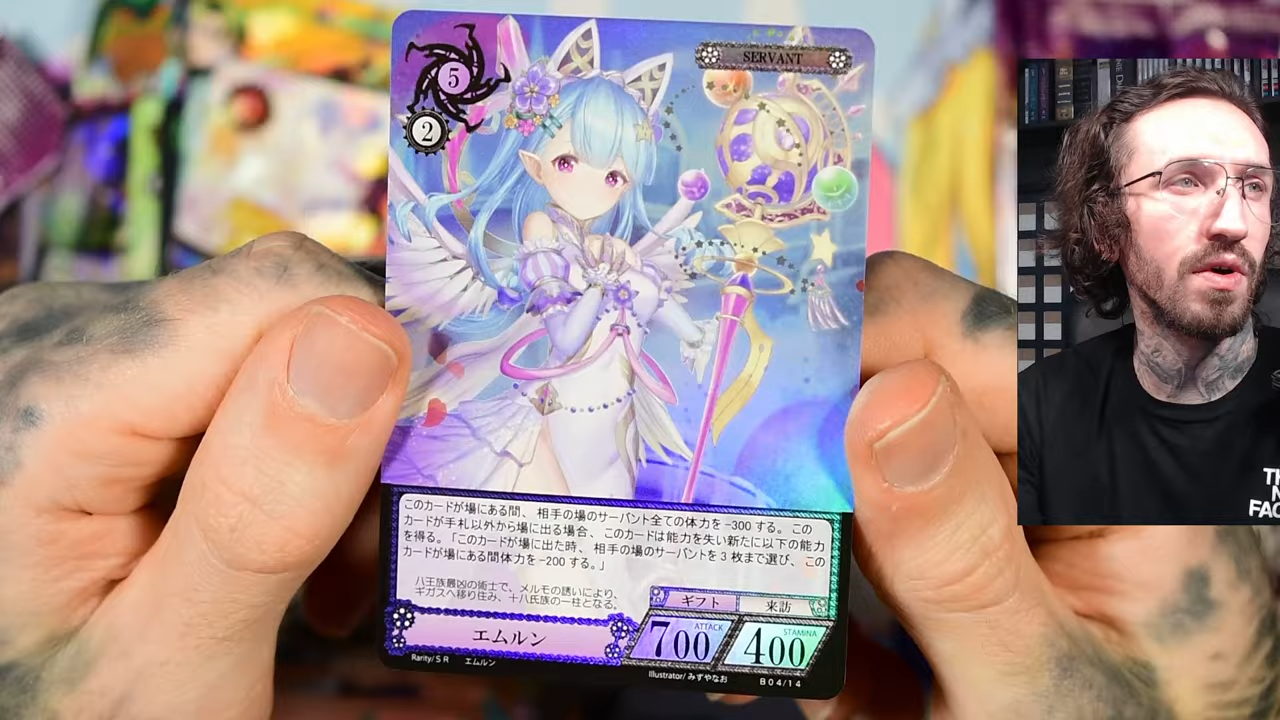 5
SERVANT
2
このカードが場にある間、相手の場のサーバント全ての体力を-300 する。この
カードが手札以外から場に出る場合、このカードは能力を失い新たに以下の能力
を得る。「このカードが場に出た時、相手の場のサーバントを3枚まで選び、この
カードが場にある間体力を-200 する。」
八王族最凶の術士で、メルモの誘いにより、
ギガスへ移り住み、十八氏族の一柱となる。
ギフト 来訪
エムルン
ATTACK
700
STAMINA
400
Rarity/ＳＲ エムルン
Illustrator/ みずやなお
B04/14